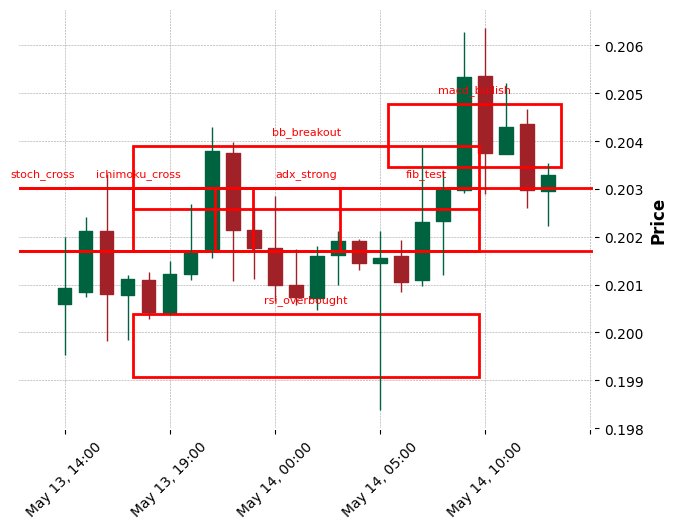 macd_bullish
bb_breakout
stoch_cross
ichimoku_cross
adx_strong
fib_test
rsi_overbought
0.206
0.205
0.204
0.203
0.202
0.201
0.200
0.199
0.198
Price
May 13, 14:00
May 13, 19:00
May 14, 00:00
May 14, 05:00
May 14, 10:00